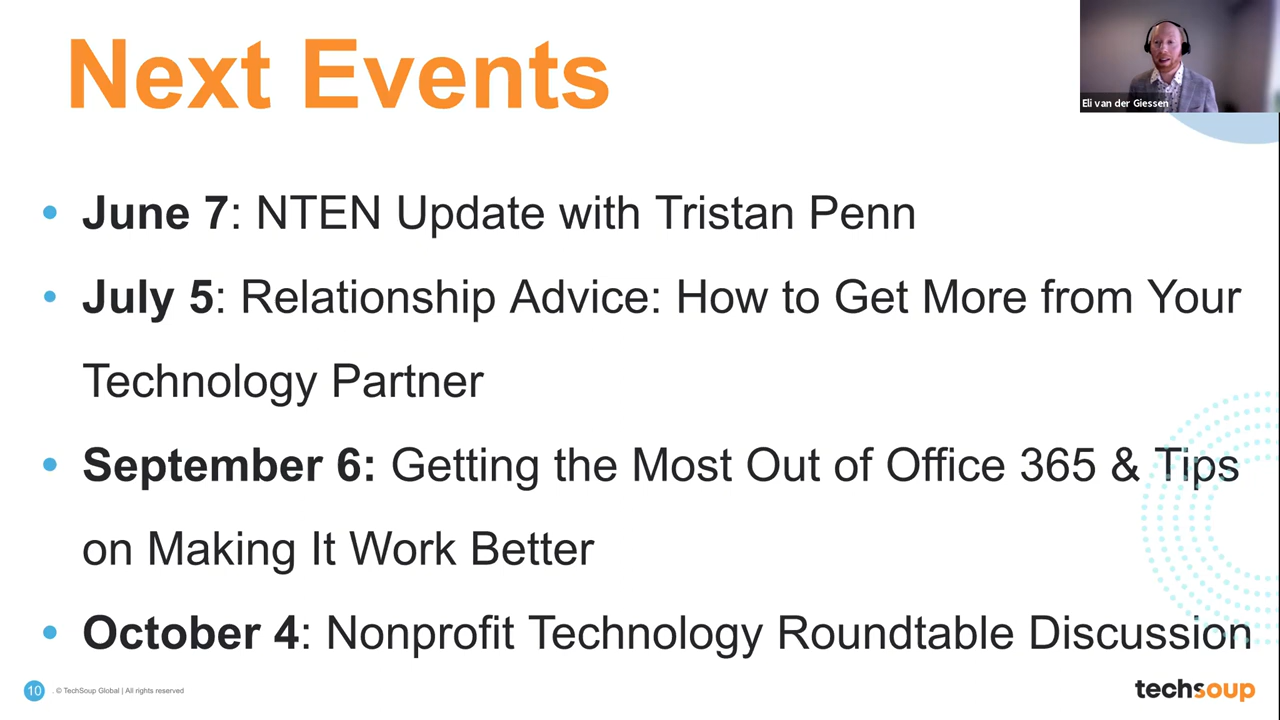 Next Events
Eli van der Giessen
• June 7: NTEN Update with Tristan Penn
• July 5: Relationship Advice: How to Get More from Your
Technology Partner
• September 6: Getting the Most Out of Office 365 & Tips
on Making It Work Better
• October 4: Nonprofit Technology Roundtable Discussion
10 . © TechSoup Global | All rights reserved
techsoup